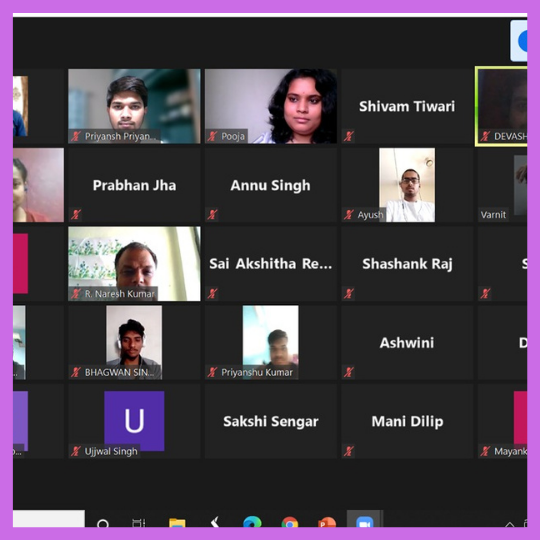 Priyansh Priyan...
Pooja
Shivam Tiwari
DEVASH
Prabhan Jha
Annu Singh
Ayush
Varnit
R. Naresh Kumar
Sai Akshitha Re...
Shashank Raj
S
BHAGWAN SIN...
Priyanshu Kumar
Ashwini
D
U
Ujjwal Singh
Sakshi Sengar
Mani Dilip
Mayank